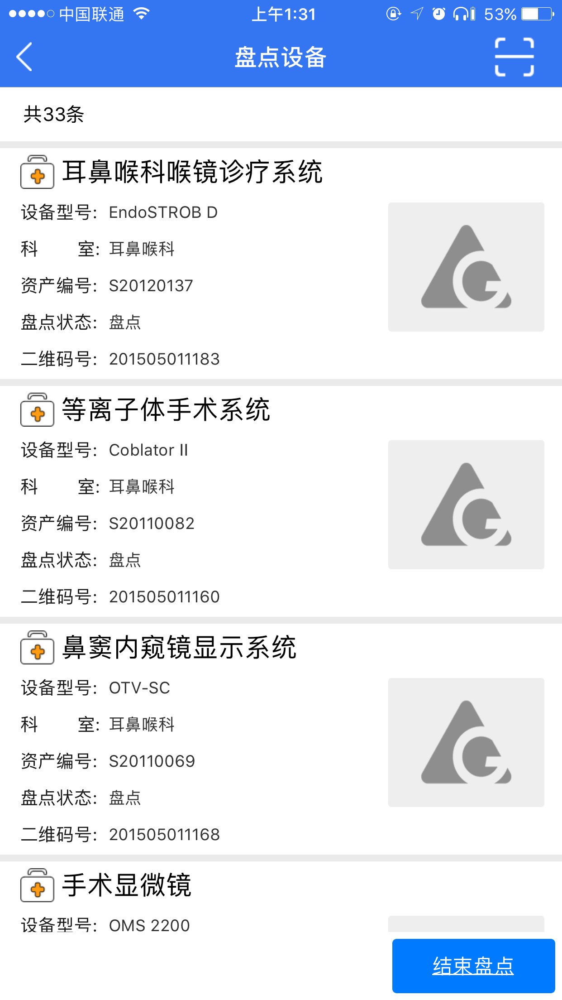 中国联通 上午1:31 53%
盘点设备
共33条
耳鼻喉科喉镜诊疗系统
设备型号: EndoSTROB D
科 室: 耳鼻喉科
资产编号: S20120137
盘点状态: 盘点
二维码号: 201505011183
等离子体手术系统
设备型号: Coblator II
科 室: 耳鼻喉科
资产编号: S20110082
盘点状态: 盘点
二维码号: 201505011160
鼻窦内窥镜显示系统
设备型号: OTV-SC
科 室: 耳鼻喉科
资产编号: S20110069
盘点状态: 盘点
二维码号: 201505011168
手术显微镜
设备型号: OMS 2200
结束盘点